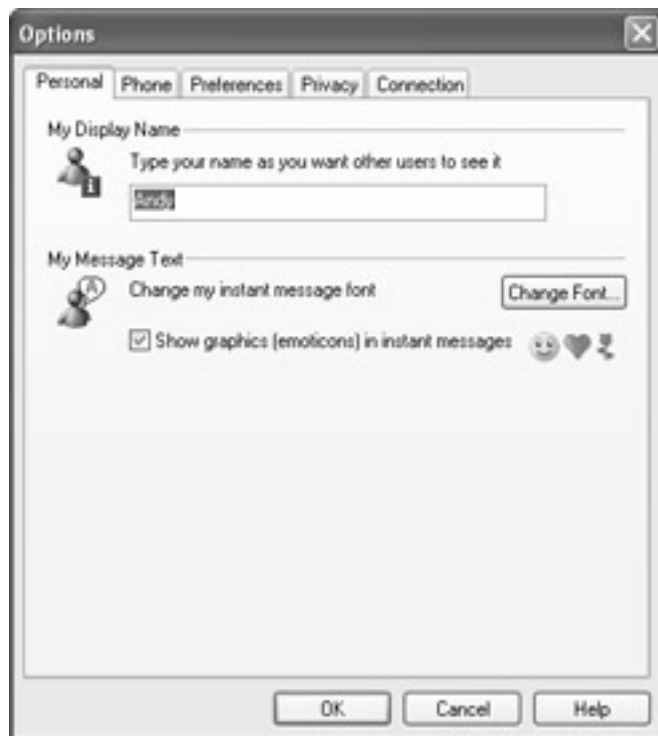 Options
Personal Phone Preferences Privacy Connection
My Display Name
Type your name as you want other users to see it
Andy
My Message Text
Change my instant message font
Change Font...
Show graphics (emoticons) in instant messages
OK Cancel Help